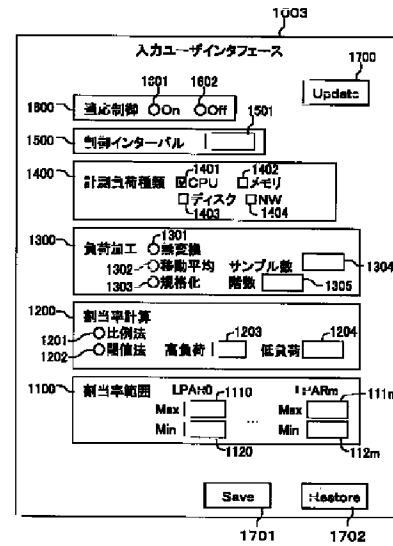 1003
入力ユーザインタフェース
1700
Update
1601 1602
1600 適応制御 On Off
1501
1500 制御インターバル
1400 1401 1402
計測負荷種類 CPU メモリ
ディスク NW
1403 1404
1300 1301
負荷加工 無変換
1302 移動平均 サンプル数 1304
1303 規格化 階数 1305
1200 割当率計算
1201 比例法 1203 1204
1202 閾値法 高負荷 低負荷
1100 割当率範囲 LPAR0 1110 LPARm 111m
Max … Max
Min Min
1120 112m
Save Restore
1701 1702